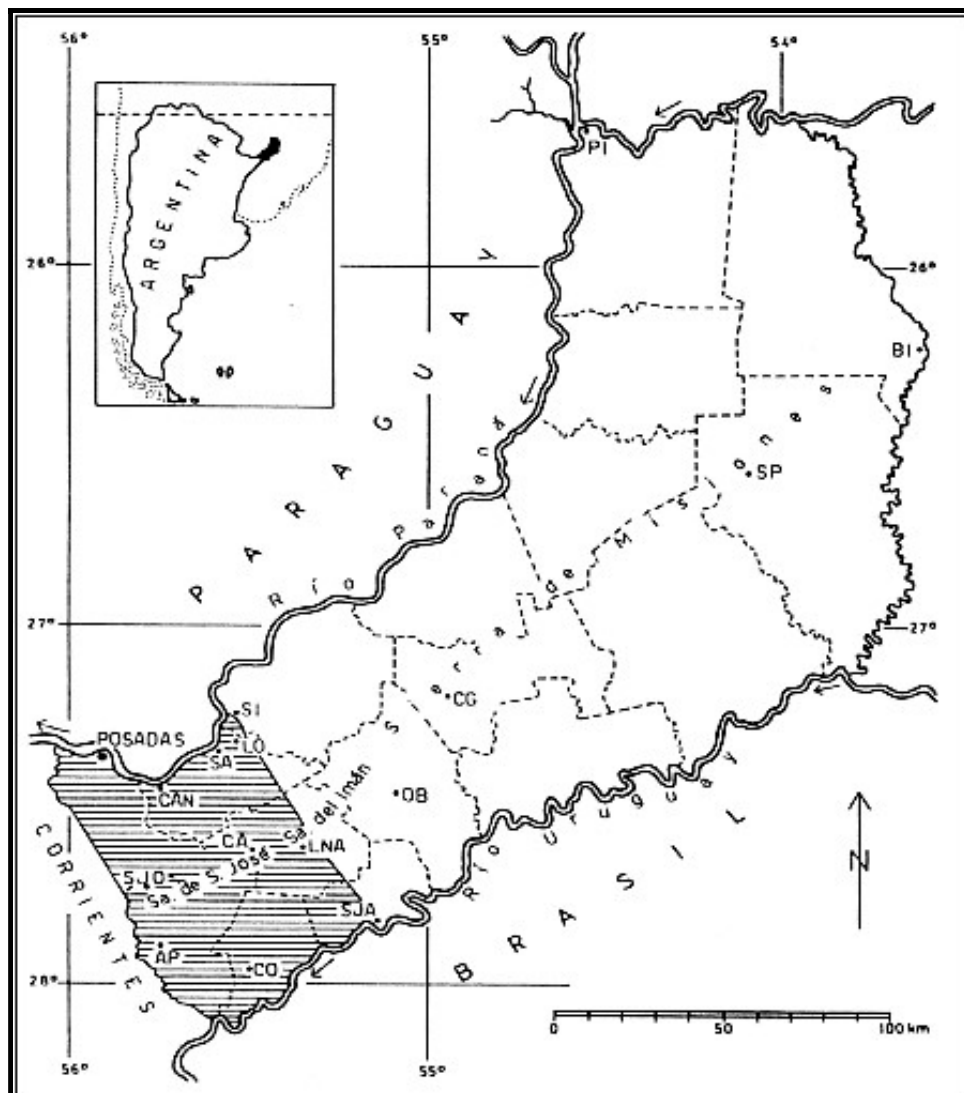 56°
55°
54°
ARGENTINA
PI
26°
26°
PARAGUAY
BI
Río Paraná
SP
Sierra de Misiones
27°
27°
CG
SI
POSADAS
LO
SA
Sa. del Imán
OB
CAN
CA
LNA
Sa. de S. José
SJO
Río Uruguay
N
CORRIENTES
SJA
BRASIL
AP
CO
28°
0 50 100 km
56°
55°